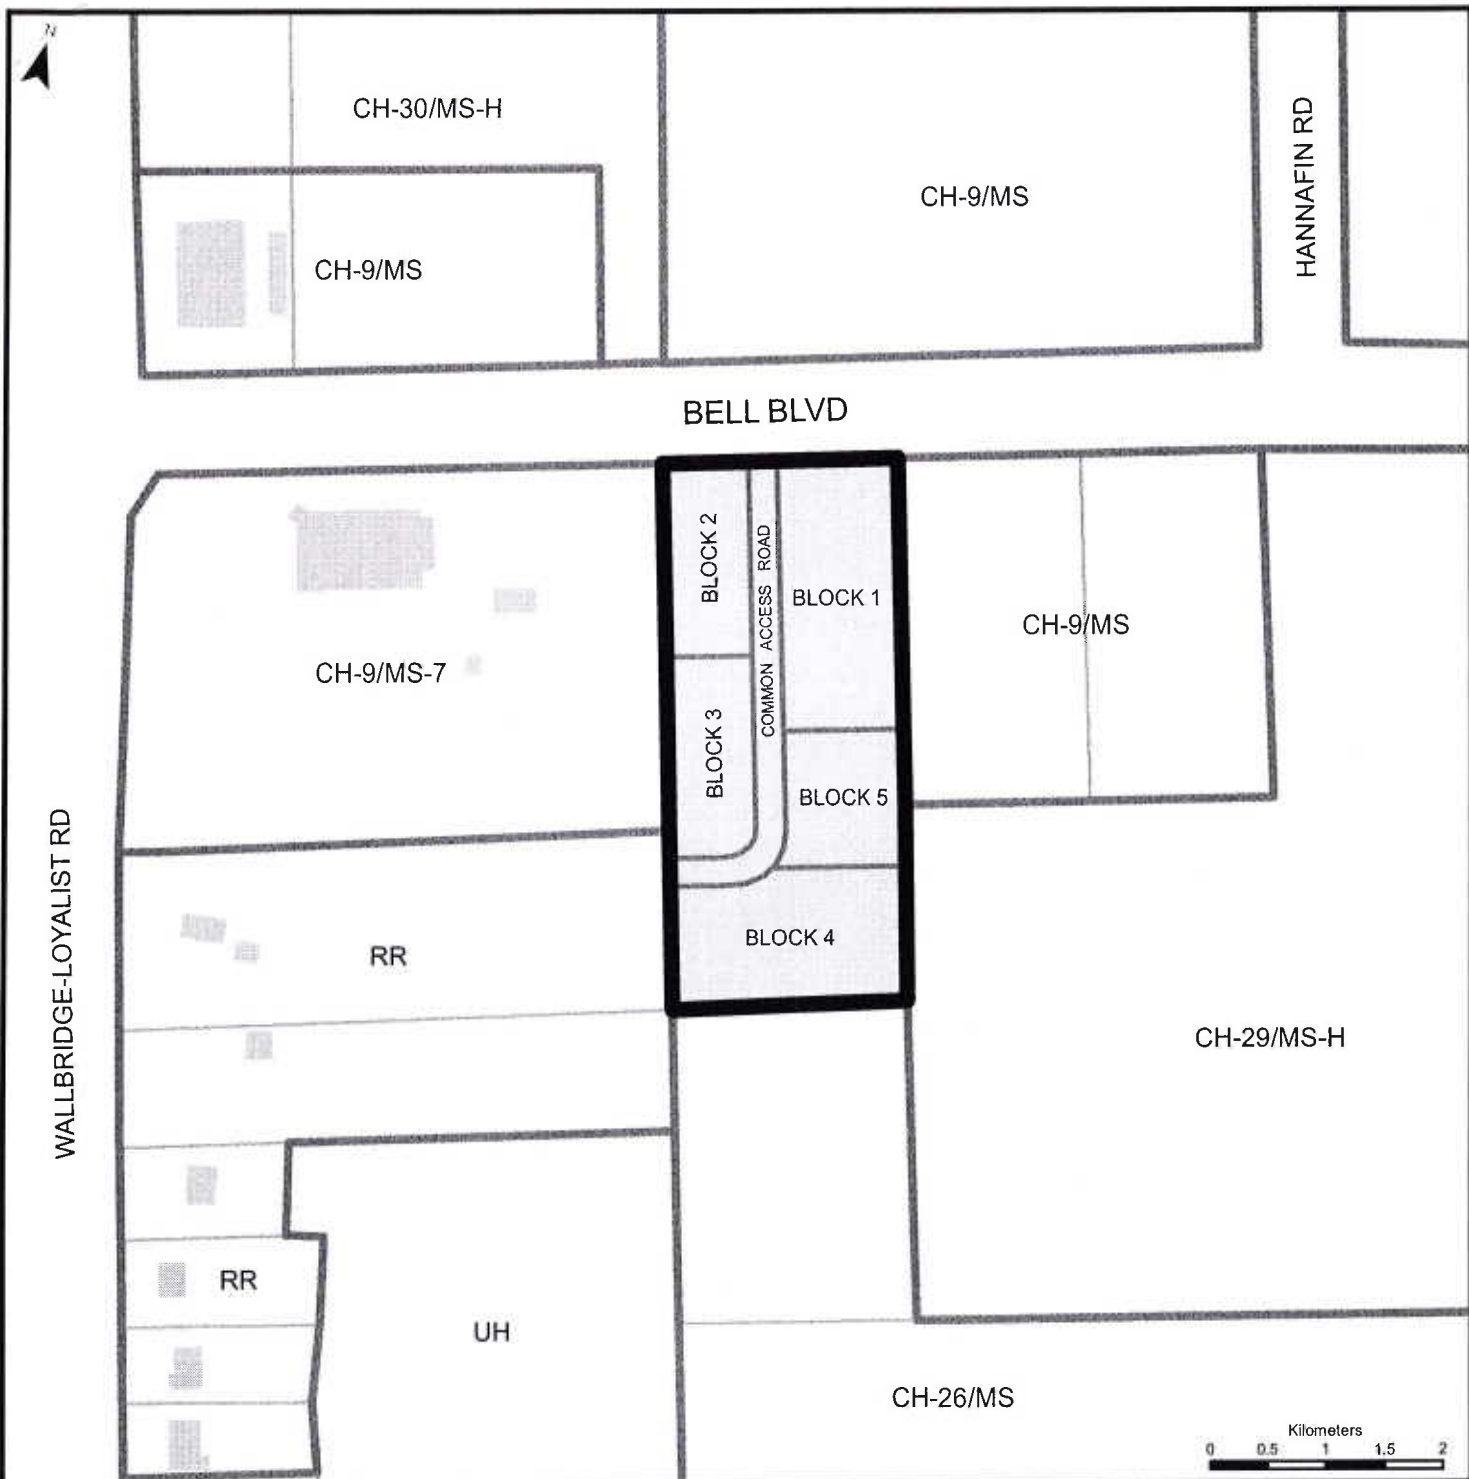 N
CH-30/MS-H
CH-9/MS
HANNAFIN RD
CH-9/MS
BELL BLVD
BLOCK 2
COMMON ACCESS ROAD
BLOCK 1
CH-9/MS
CH-9/MS-7
BLOCK 3
BLOCK 5
WALLBRIDGE-LOYALIST RD
BLOCK 4
RR
CH-29/MS-H
RR
UH
CH-26/MS
Kilometers
0 0.5 1 1.5 2